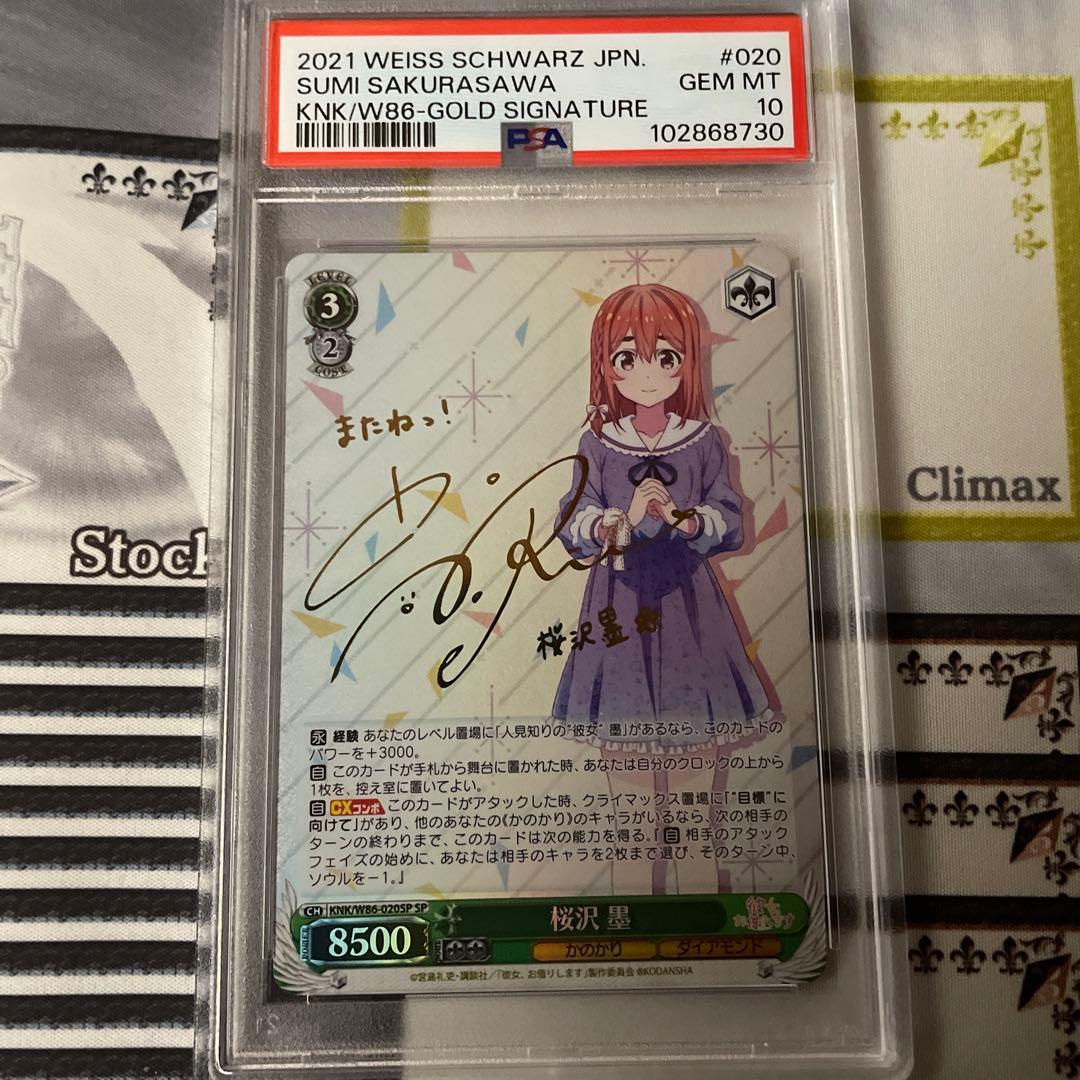 2021 WEISS SCHWARZ JPN. #020
SUMI SAKURASAWA GEM MT
KNK/W86-GOLD SIGNATURE 10
PSA 102868730
LEVEL
3
2
COST
またねっ!
桜沢墨
Climax
Stock
永 経験 あなたのレベル置場に「人見知りの“彼女” 墨」があるなら、このカードの
パワーを+3000。
自 このカードが手札から舞台に置かれた時、あなたは自分のクロックの上から
1枚を、控え室に置いてよい。
自 CXコンボ このカードがアタックした時、クライマックス置場に「“目標”に
向けて」があり、他のあなたの《かのかり》のキャラがいるなら、次の相手の
ターンの終わりまで、このカードは次の能力を得る。『自 相手のアタック
フェイズの始めに、あなたは相手のキャラを2枚まで選び、そのターン中、
ソウルを-1。』
CH KNK/W86-020SP SP
桜沢 墨
POWER 8500
かのかり ダイアモンド
©宮島礼吏・講談社/「彼女、お借りします」製作委員会 ©KODANSHA